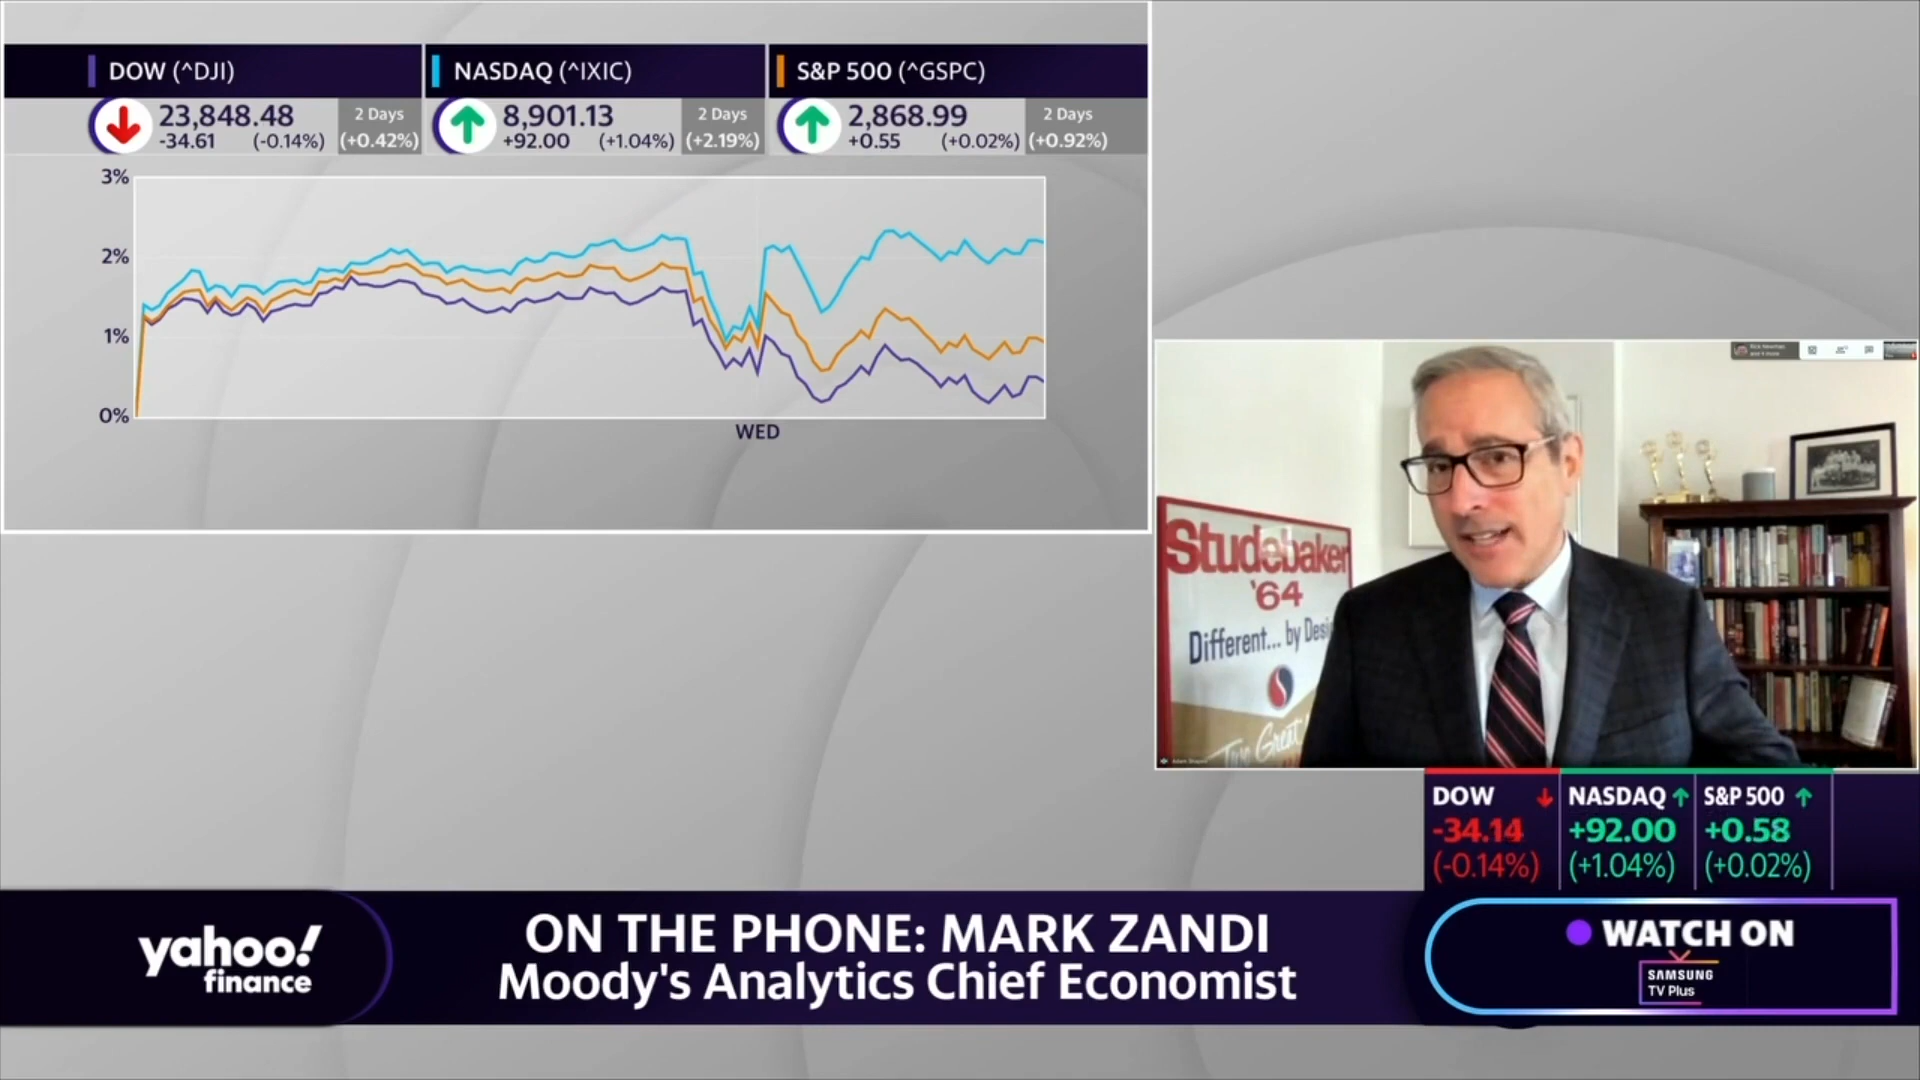 DOW (^DJI)
23,848.48
-34.61 (-0.14%)
2 Days
(+0.42%)
NASDAQ (^IXIC)
8,901.13
+92.00 (+1.04%)
2 Days
(+2.19%)
S&P 500 (^GSPC)
2,868.99
+0.55 (+0.02%)
2 Days
(+0.92%)
3%
2%
1%
0%
WED
Studebaker
'64
Different... by Desi
Two Great
Adam Shapiro
DOW
-34.14
(-0.14%)
NASDAQ
+92.00
(+1.04%)
S&P 500
+0.58
(+0.02%)
yahoo!
finance
ON THE PHONE: MARK ZANDI
Moody's Analytics Chief Economist
WATCH ON
SAMSUNG
TV Plus